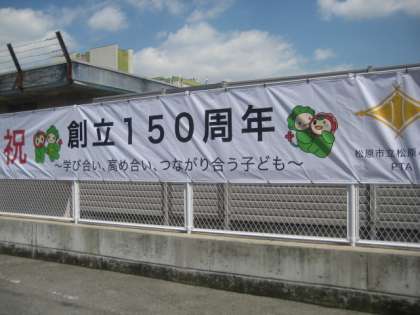 祝
創立150周年
～学び合い、高め合い、つながり合う子ども～
松原市立松原小
PTA